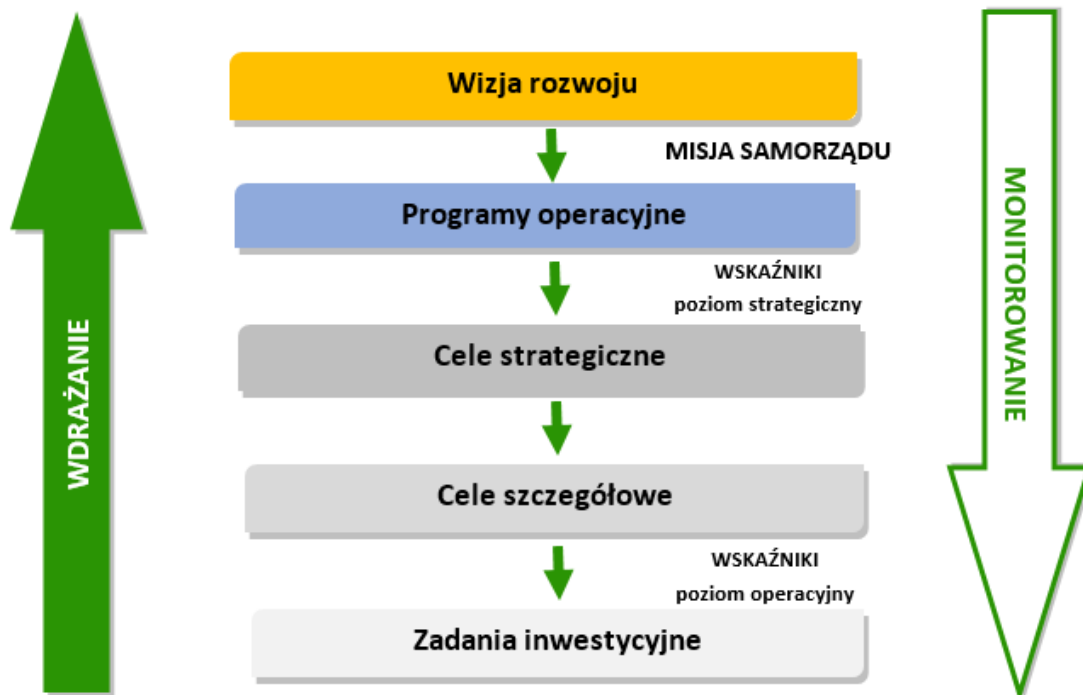 Wizja rozwoju
MISJA SAMORZĄDU
Programy operacyjne
WSKAŹNIKI
poziom strategiczny
Cele strategiczne
Cele szczegółowe
WSKAŹNIKI
poziom operacyjny
Zadania inwestycyjne
WDRAŻANIE
MONITOROWANIE